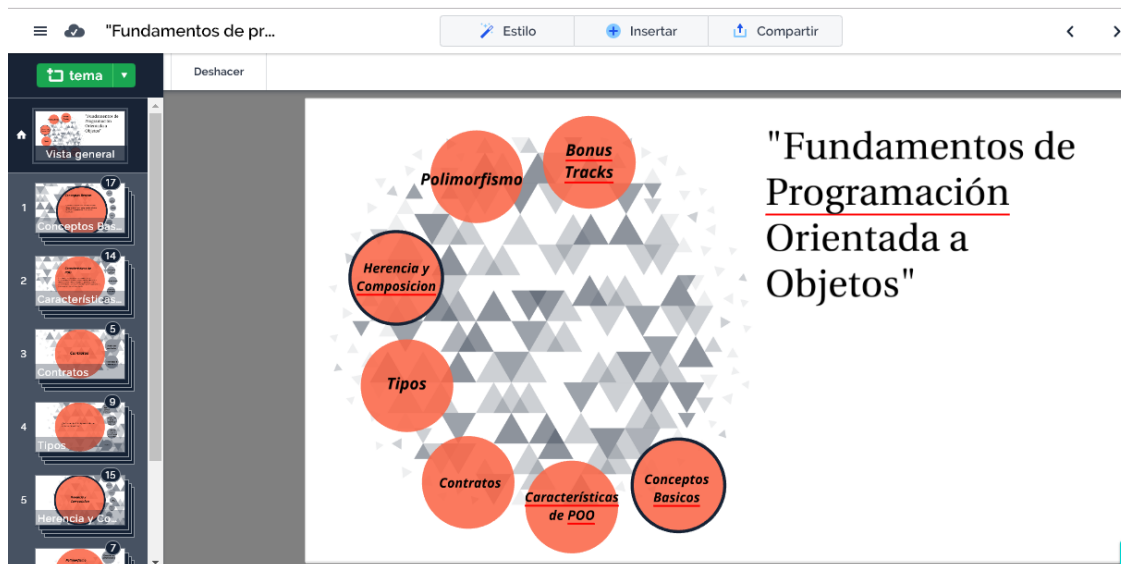 "Fundamentos de pr...
Estilo
Insertar
Compartir
tema
Deshacer
Vista general
1
17
Conceptos Bas...
2
14
Características...
3
5
Contratos
4
9
Tipos
5
15
Herencia y Co...
7
Polimorfismo
Bonus
Tracks
Herencia y
Composicion
Tipos
Contratos
Características
de POO
Conceptos
Basicos
"Fundamentos de
Programación
Orientada a
Objetos"